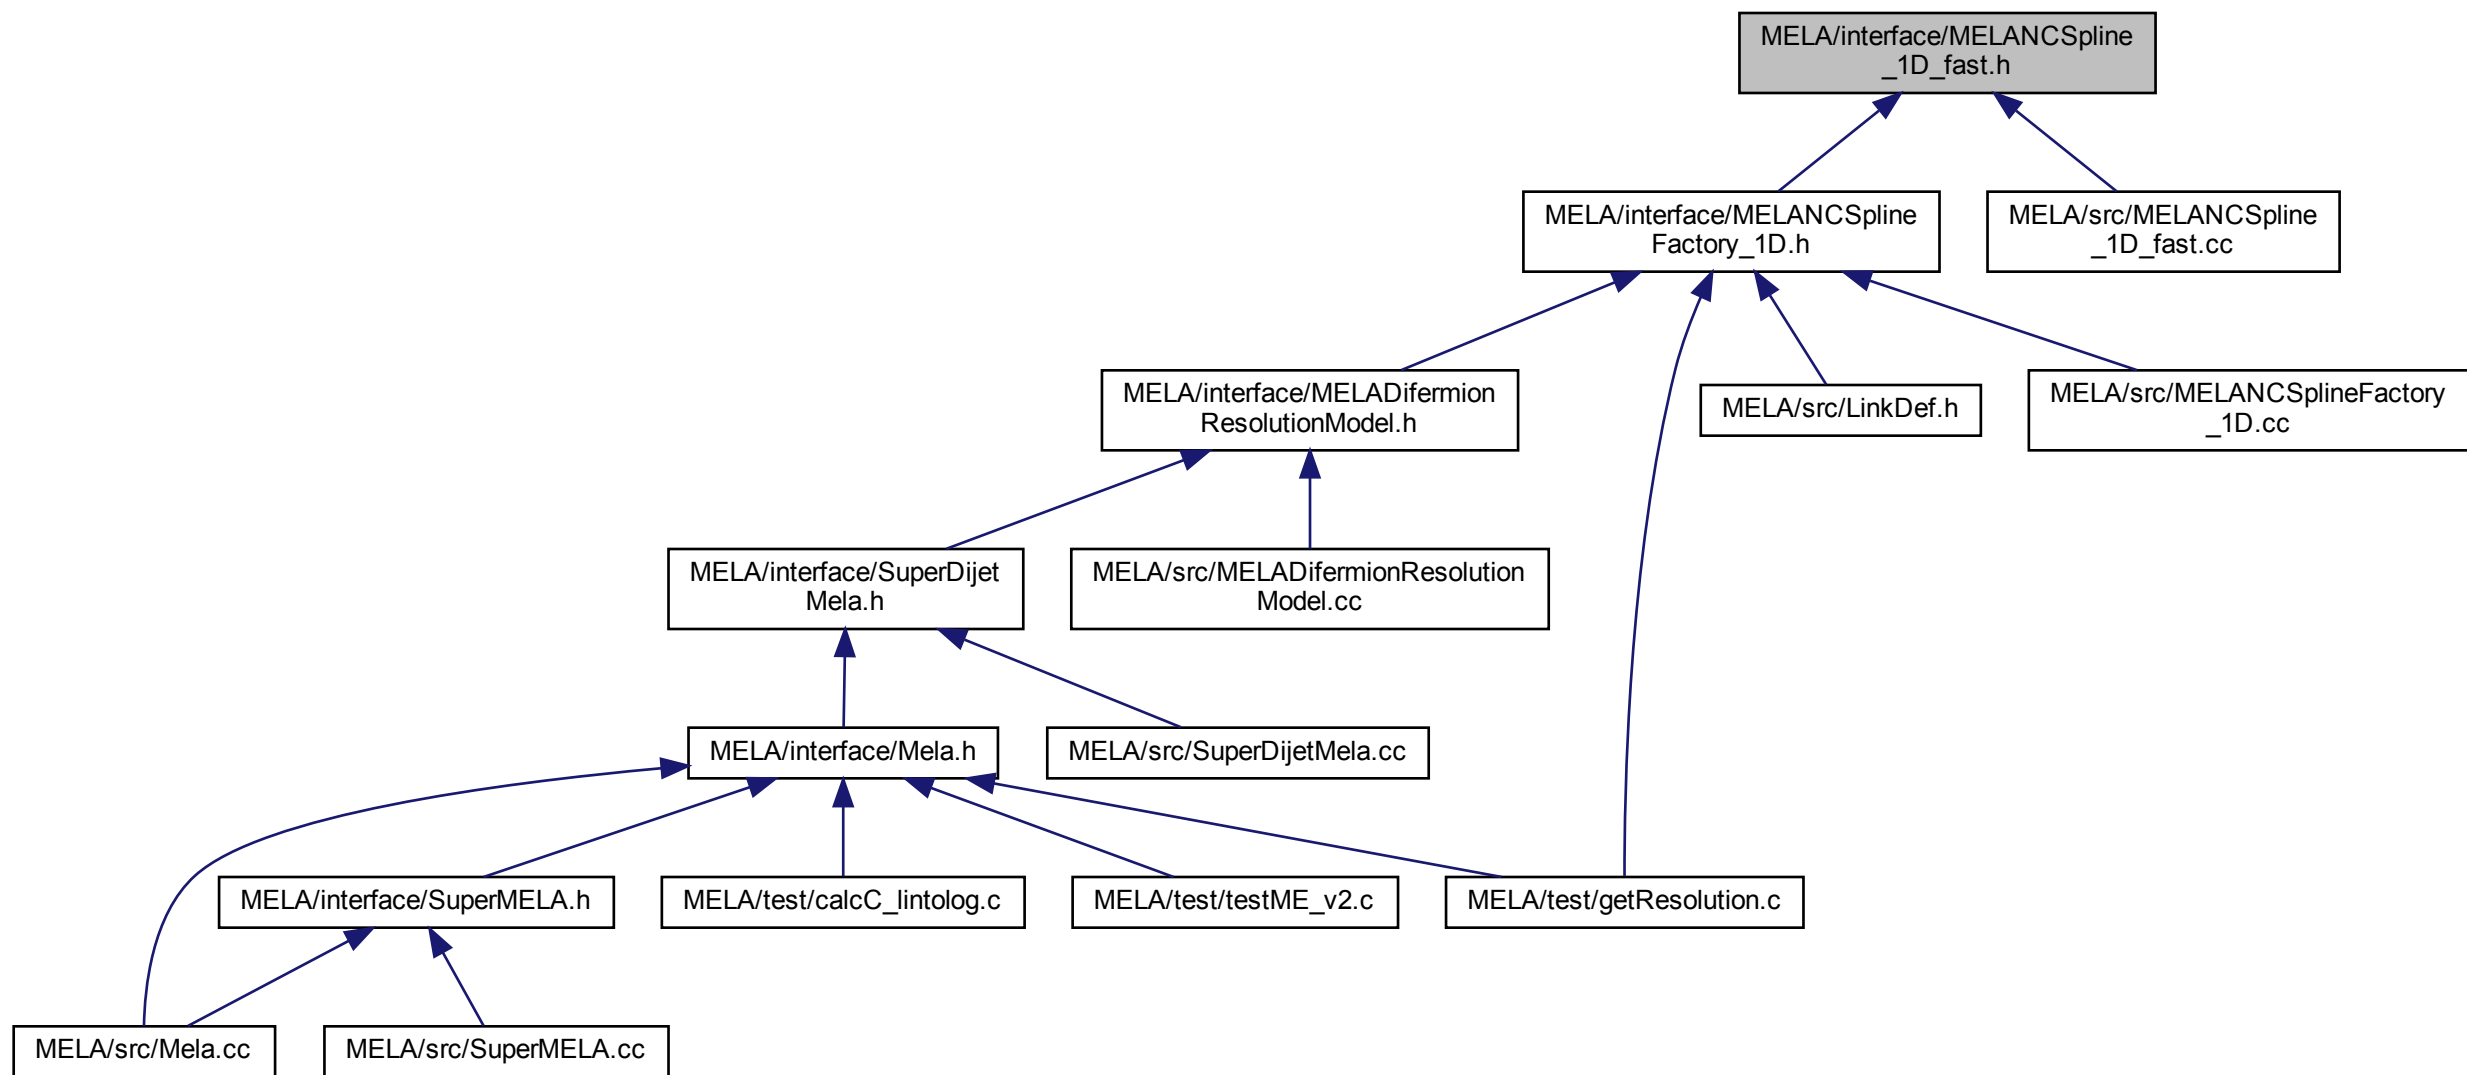 MELA/interface/MELANCSpline
_1D_fast.h
MELA/interface/MELANCSpline
Factory_1D.h
MELA/src/MELANCSpline
_1D_fast.cc
MELA/interface/MELADifermion
ResolutionModel.h
MELA/src/LinkDef.h
MELA/src/MELANCSplineFactory
_1D.cc
MELA/interface/SuperDijet
Mela.h
MELA/src/MELADifermionResolution
Model.cc
MELA/interface/Mela.h
MELA/src/SuperDijetMela.cc
MELA/interface/SuperMELA.h
MELA/test/calcC_lintolog.c
MELA/test/testME_v2.c
MELA/test/getResolution.c
MELA/src/Mela.cc
MELA/src/SuperMELA.cc